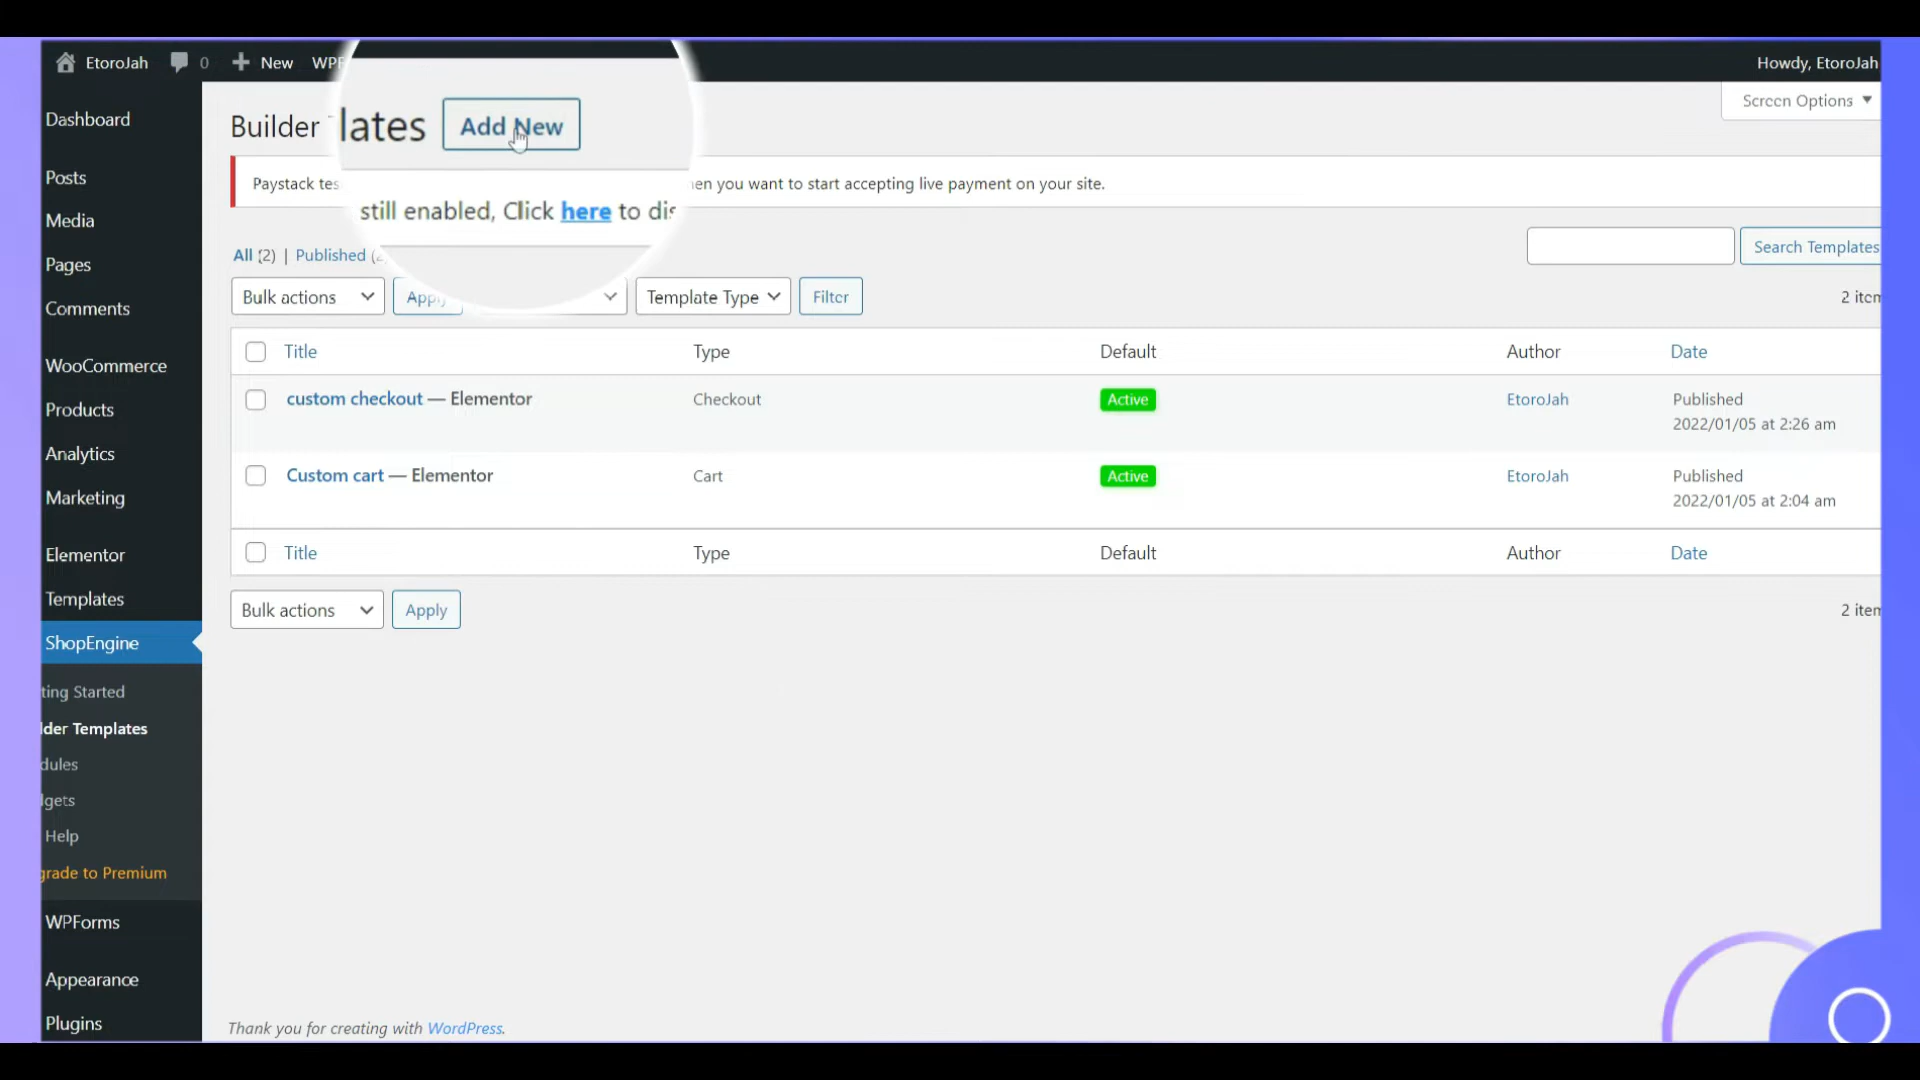 EtoroJah 0 New WPF Howdy, EtoroJah
Screen Options
Builder lates Add New
Paystack tes en you want to start accepting live payment on your site.
still enabled, Click here to dis
All (2) | Published
Search Templates
Bulk actions Apply Template Type Filter 2 item
Title Type Default Author Date
custom checkout — Elementor Checkout Active EtoroJah Published
2022/01/05 at 2:26 am
Custom cart — Elementor Cart Active EtoroJah Published
2022/01/05 at 2:04 am
Title Type Default Author Date
Bulk actions Apply 2 item
Dashboard
Posts
Media
Pages
Comments
WooCommerce
Products
Analytics
Marketing
Elementor
Templates
ShopEngine
ting Started
lder Templates
dules
lgets
Help
grade to Premium
WPForms
Appearance
Plugins
Thank you for creating with WordPress.